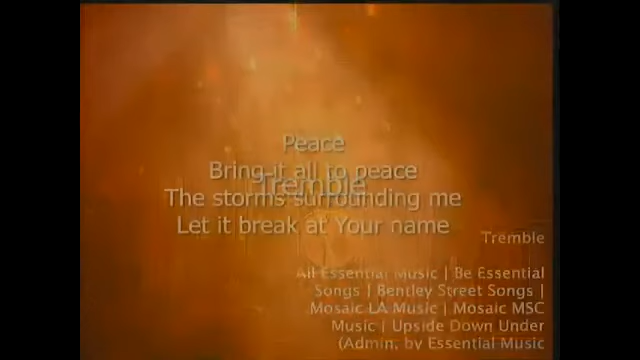 Peace
Bring it all to peace
Tremble
The storms surrounding me
Let it break at Your name
Tremble
All Essential Music | Be Essential
Songs | Bentley Street Songs |
Mosaic LA Music | Mosaic MSC
Music | Upside Down Under
(Admin. by Essential Music